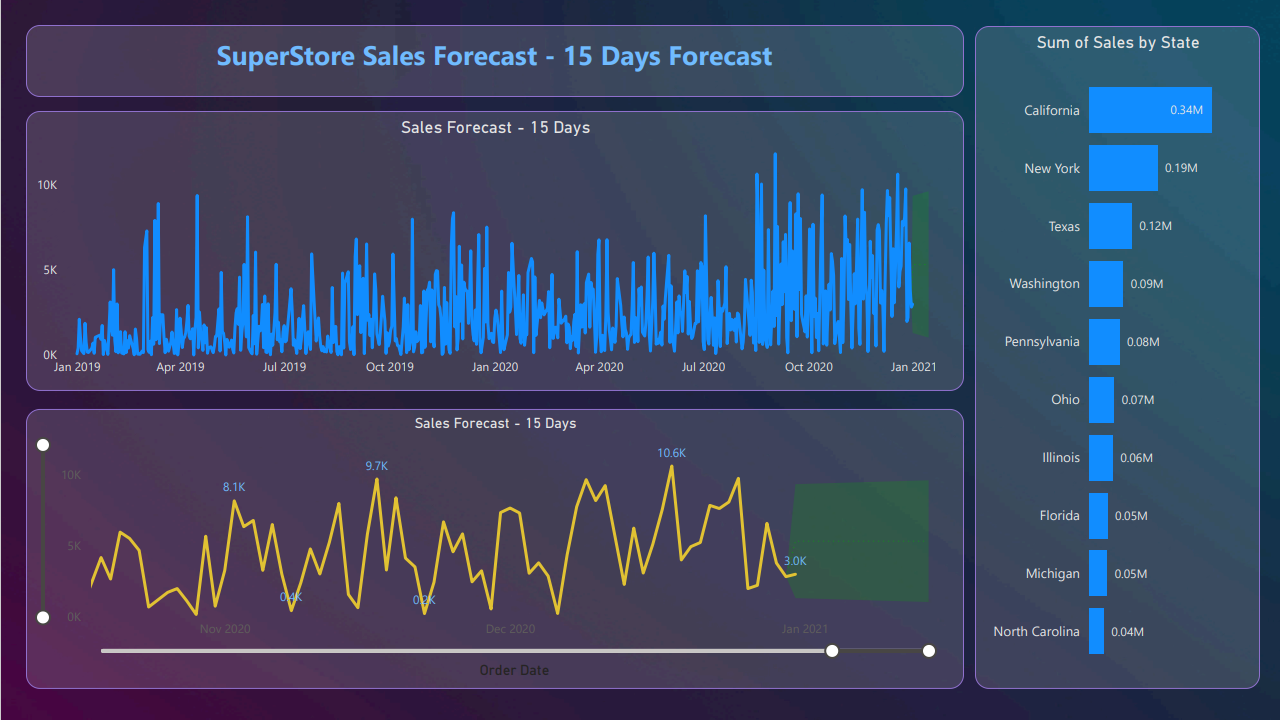 SuperStore Sales Forecast - 15 Days Forecast
Sales Forecast - 15 Days
10K
5K
0K
Jan 2019 Apr 2019 Jul 2019 Oct 2019 Jan 2020 Apr 2020 Jul 2020 Oct 2020 Jan 2021
Sales Forecast - 15 Days
10K
5K
0K
8.1K
0.4K
9.7K
0.2K
10.6K
3.0K
Nov 2020 Dec 2020 Jan 2021
Order Date
Sum of Sales by State
California 0.34M
New York 0.19M
Texas 0.12M
Washington 0.09M
Pennsylvania 0.08M
Ohio 0.07M
Illinois 0.06M
Florida 0.05M
Michigan 0.05M
North Carolina 0.04M